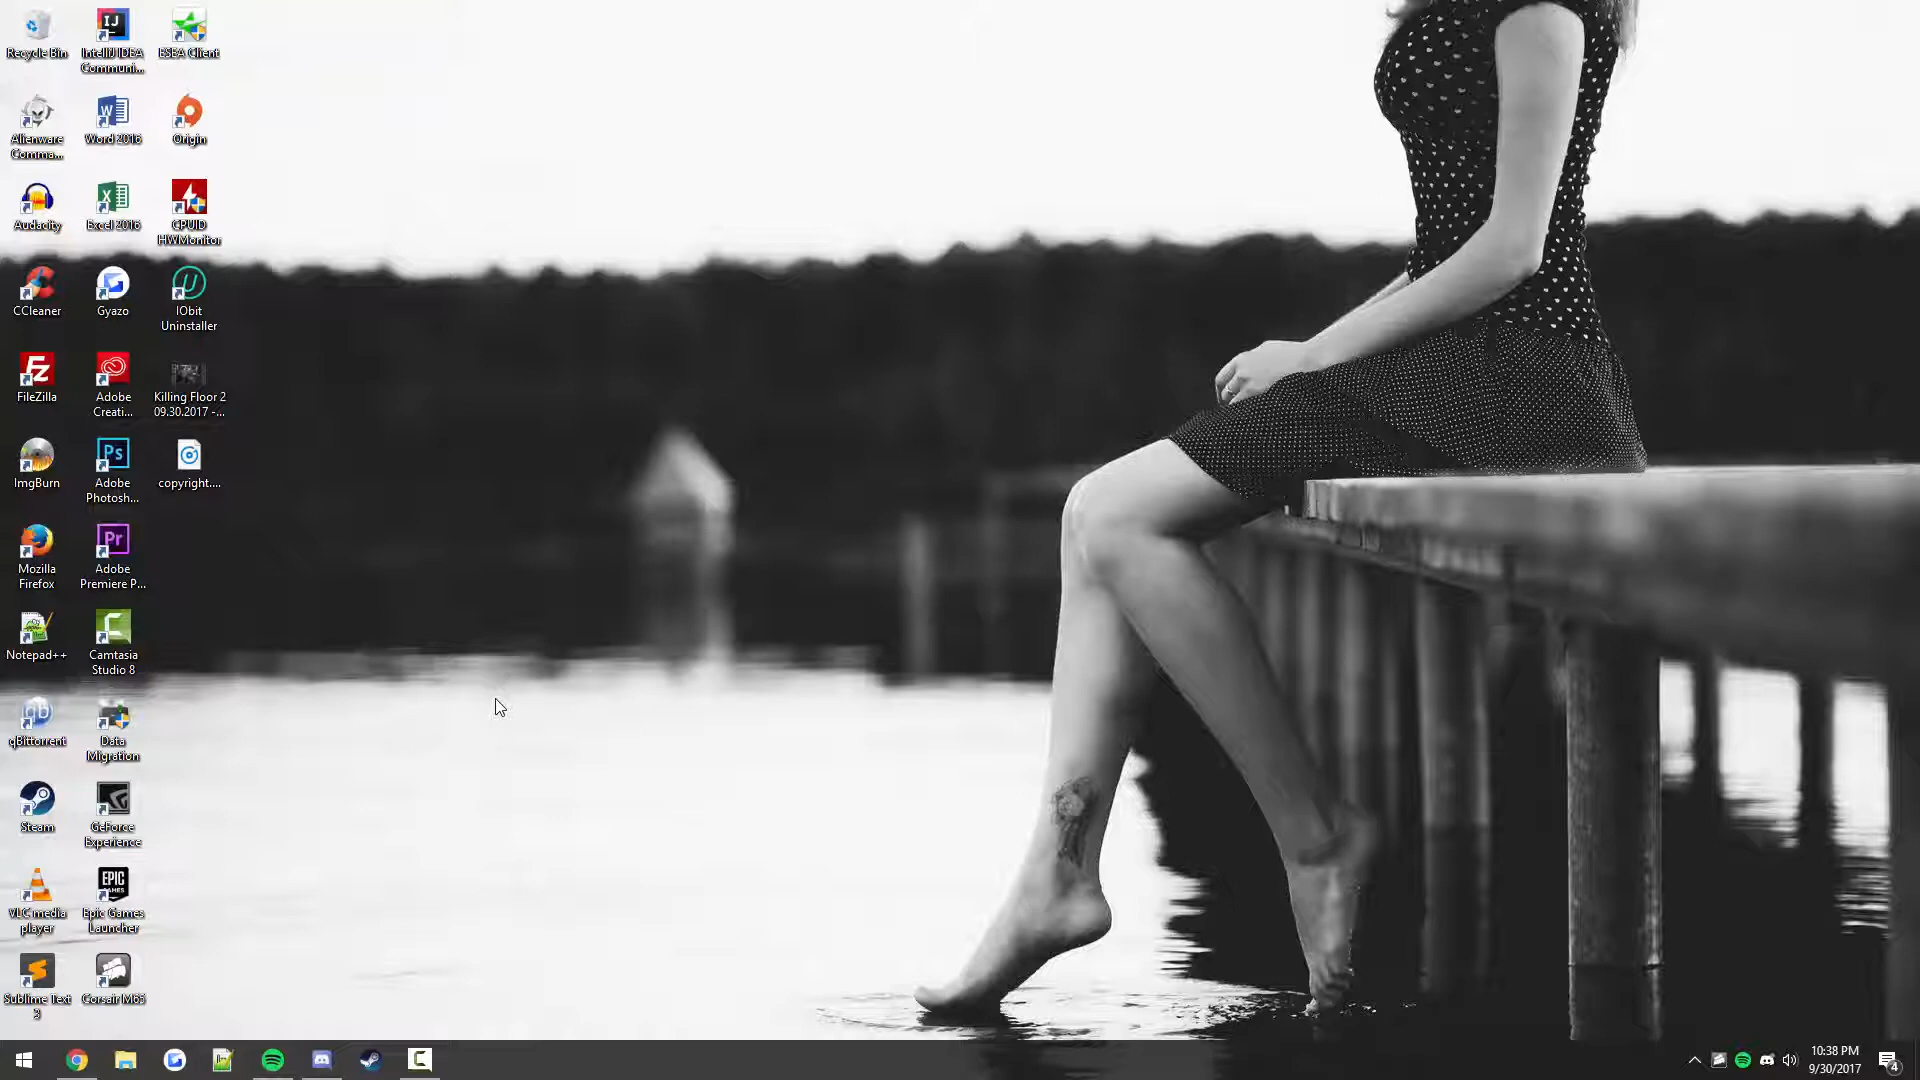 Recycle Bin
IntelliJ IDEA
Communi...
ESEA Client
Alienware
Comma...
Word 2016
Origin
Audacity
Excel 2016
CPUID
HWMonitor
CCleaner
Gyazo
IObit
Uninstaller
FileZilla
Adobe
Creati...
Killing Floor 2
09.30.2017 -...
ImgBurn
Adobe
Photosh...
copyright....
Mozilla
Firefox
Adobe
Premiere P...
Notepad++
Camtasia
Studio 8
qBittorrent
Data
Migration
Steam
GeForce
Experience
VLC media
player
Epic Games
Launcher
Sublime Text
3
Corsair M65
10:38 PM
9/30/2017
4